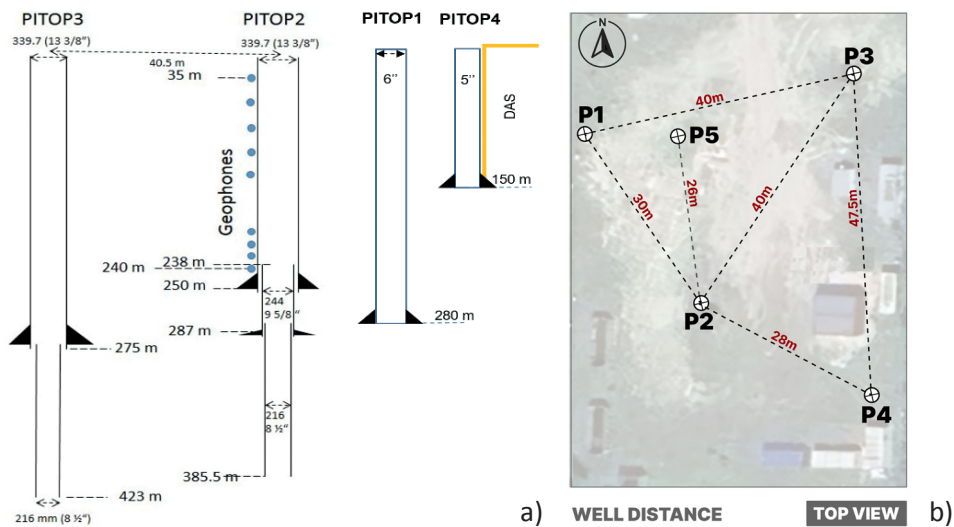 PITOP3
339.7 (13 3/8”)
PITOP2
339.7 (13 3/8”)
40.5 m
35 m
Geophones
238 m
240 m
250 m
244
9 5/8 “
287 m
275 m
216
8 ½“
385.5 m
423 m
216 mm (8 ½”)
PITOP1
PITOP4
6’’
5’’
DAS
150 m
280 m
a)
N
P3
40m
P1
P5
30m
26m
40m
47.5m
P2
28m
P4
WELL DISTANCE
TOP VIEW
b)